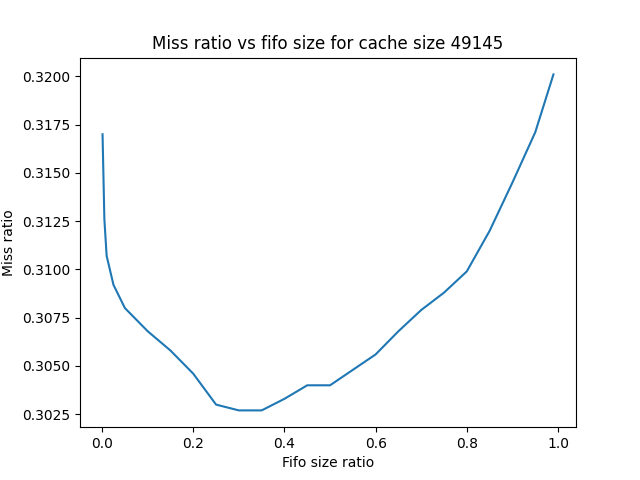 Miss ratio vs fifo size for cache size 49145
0.3200
0.3175
0.3150
0.3125
0.3100
0.3075
0.3050
0.3025
Miss ratio
0.0 0.2 0.4 0.6 0.8 1.0
Fifo size ratio